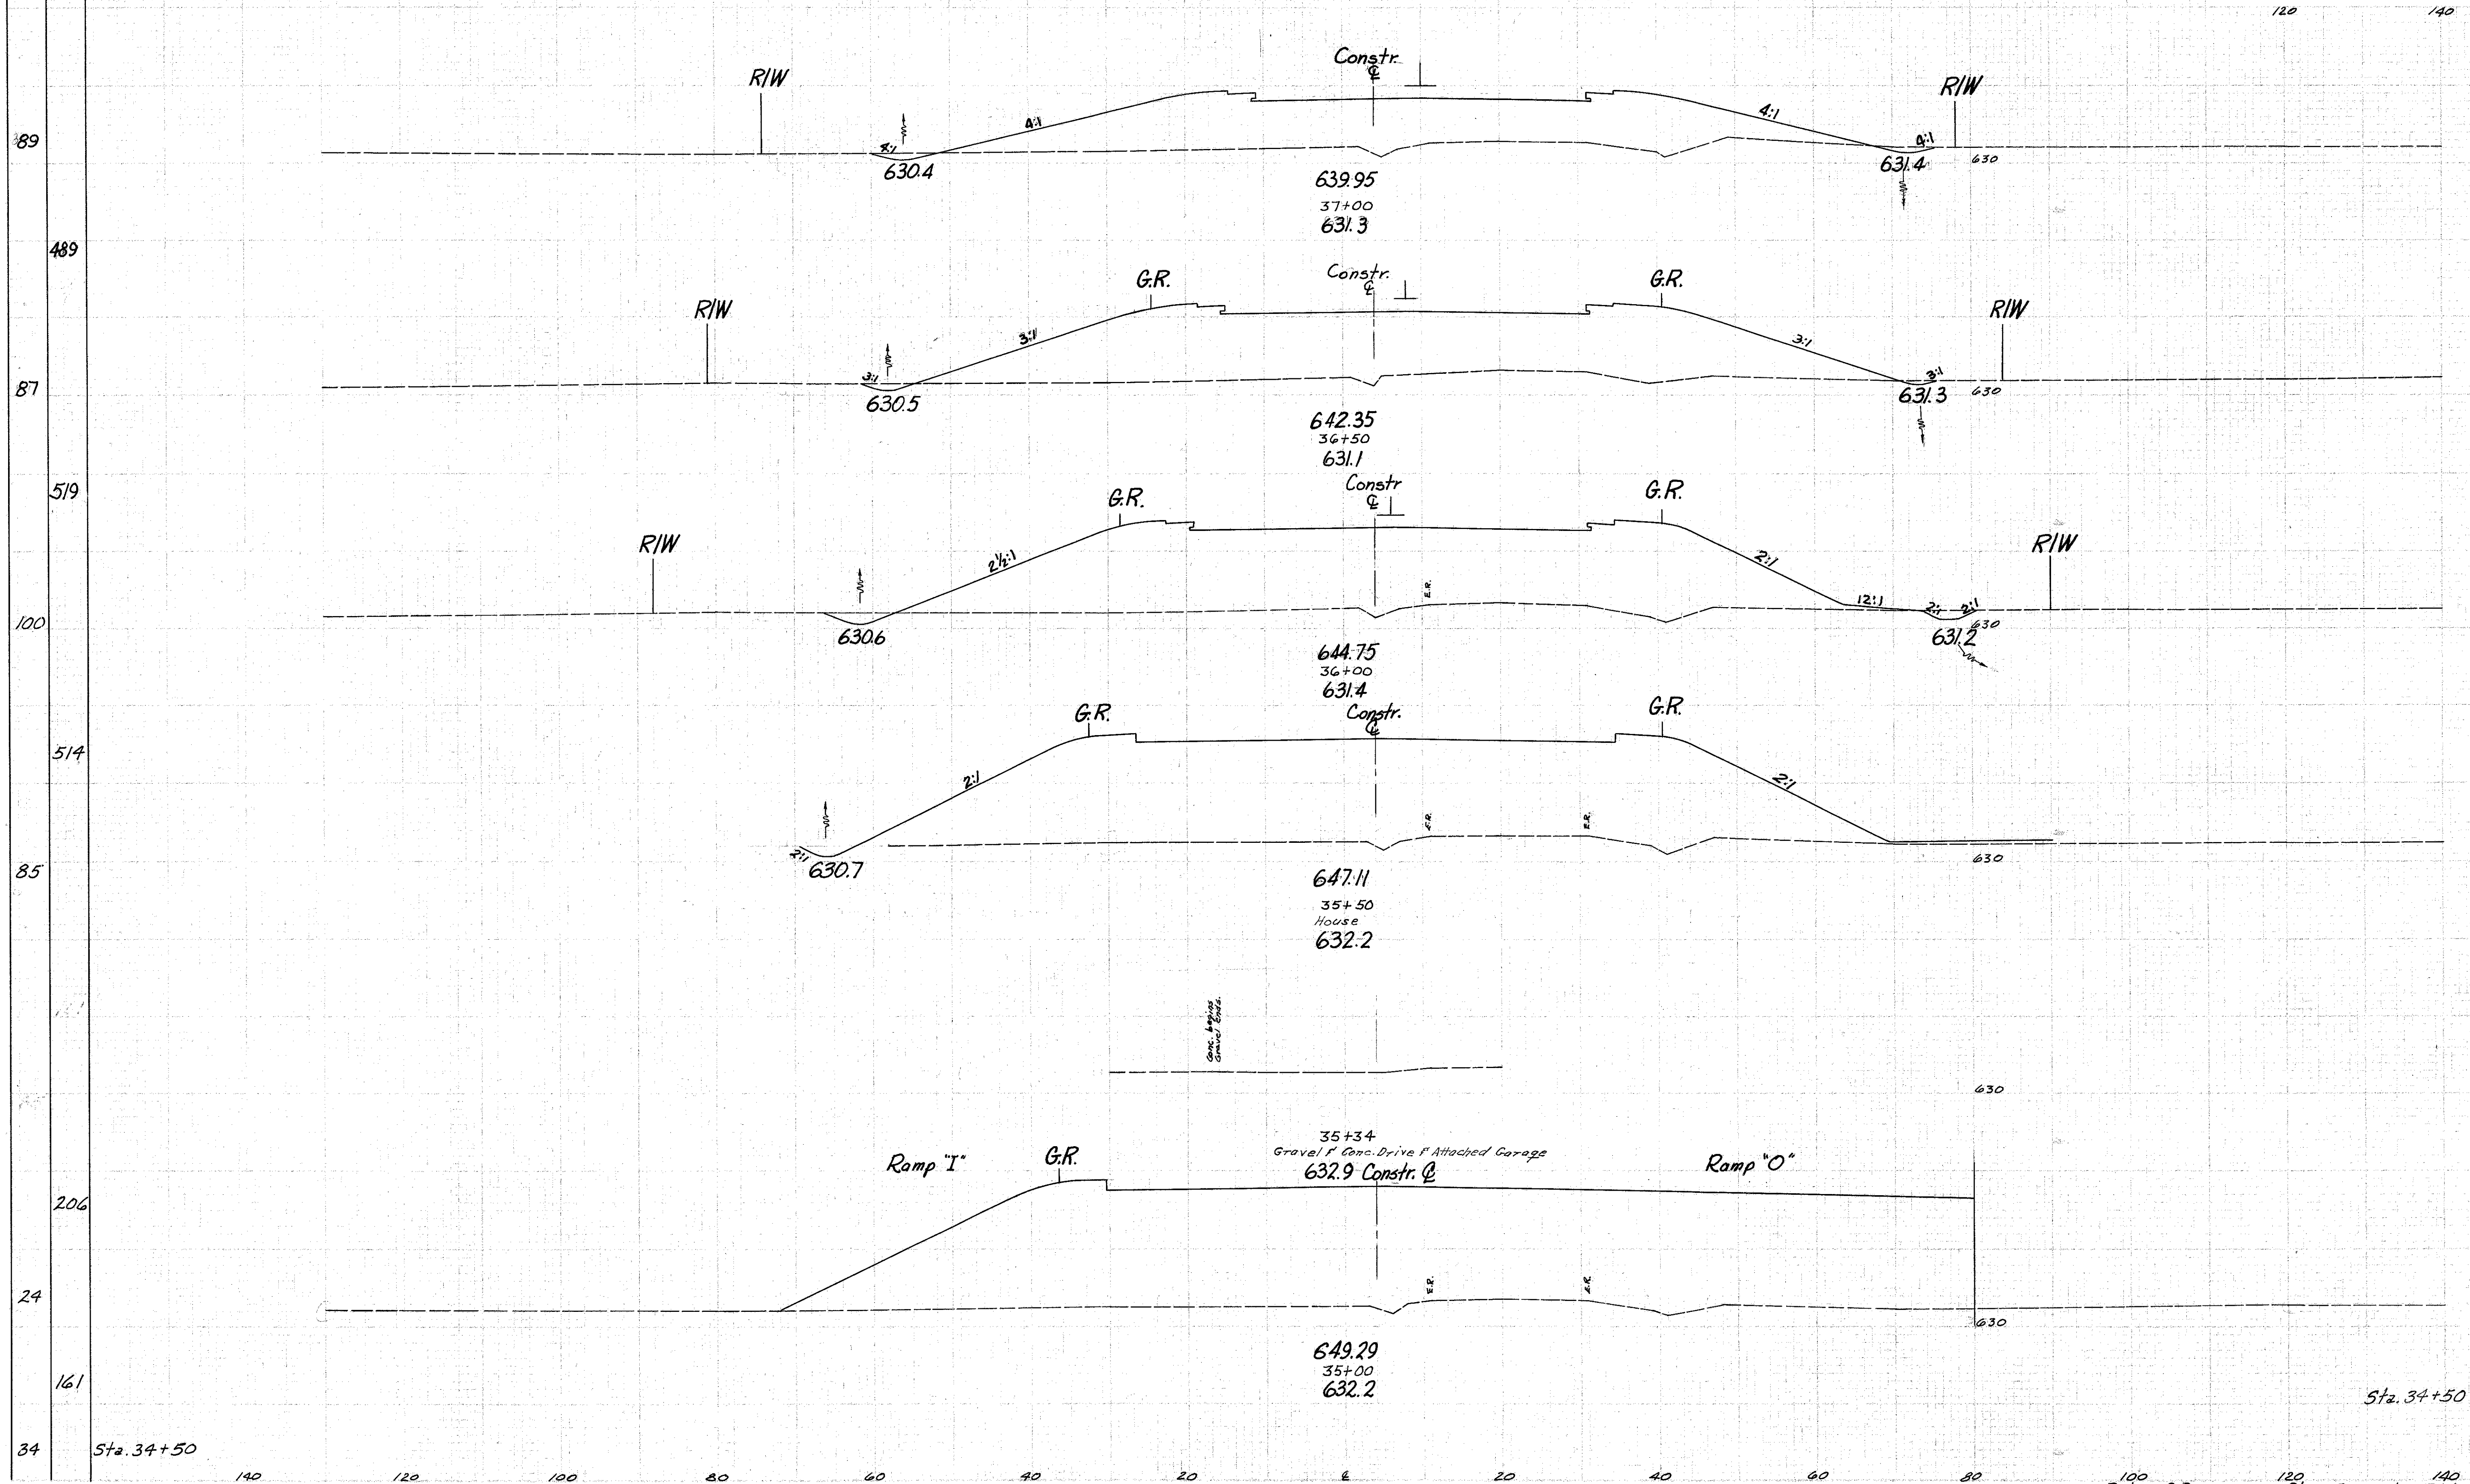 120 140
Constr.
℄
R/W R/W
4:1 4:1
89
4:1 4:1
630.4 631.4 630
639.95
37+00
631.3
489
Constr.
℄
G.R. G.R.
R/W R/W
3:1 3:1
87
3:1 3:1
630.5 631.3 630
642.35
36+50
631.1
519
Constr
℄
G.R. G.R.
R/W R/W
2½:1 2:1
E.R.
12:1 2:1 2:1
100
630.6 631.2 630
644.75
36+00
631.4
Constr.
℄
G.R. G.R.
514
2:1 2:1
E.R. E.R.
2:1
85
630.7 630
647.11
35+50
House
632.2
Conc. begins
Gravel Ends.
630
35+34
Gravel & Conc. Drive & Attached Garage
632.9 Constr. ℄
Ramp "I" G.R. Ramp "O"
206
E.R. E.R.
24
630
649.29
35+00
632.2
161
Sta. 34+50
34 Sta. 34+50
140 120 100 80 60 40 20 ℄ 20 40 60 80 100 120 140